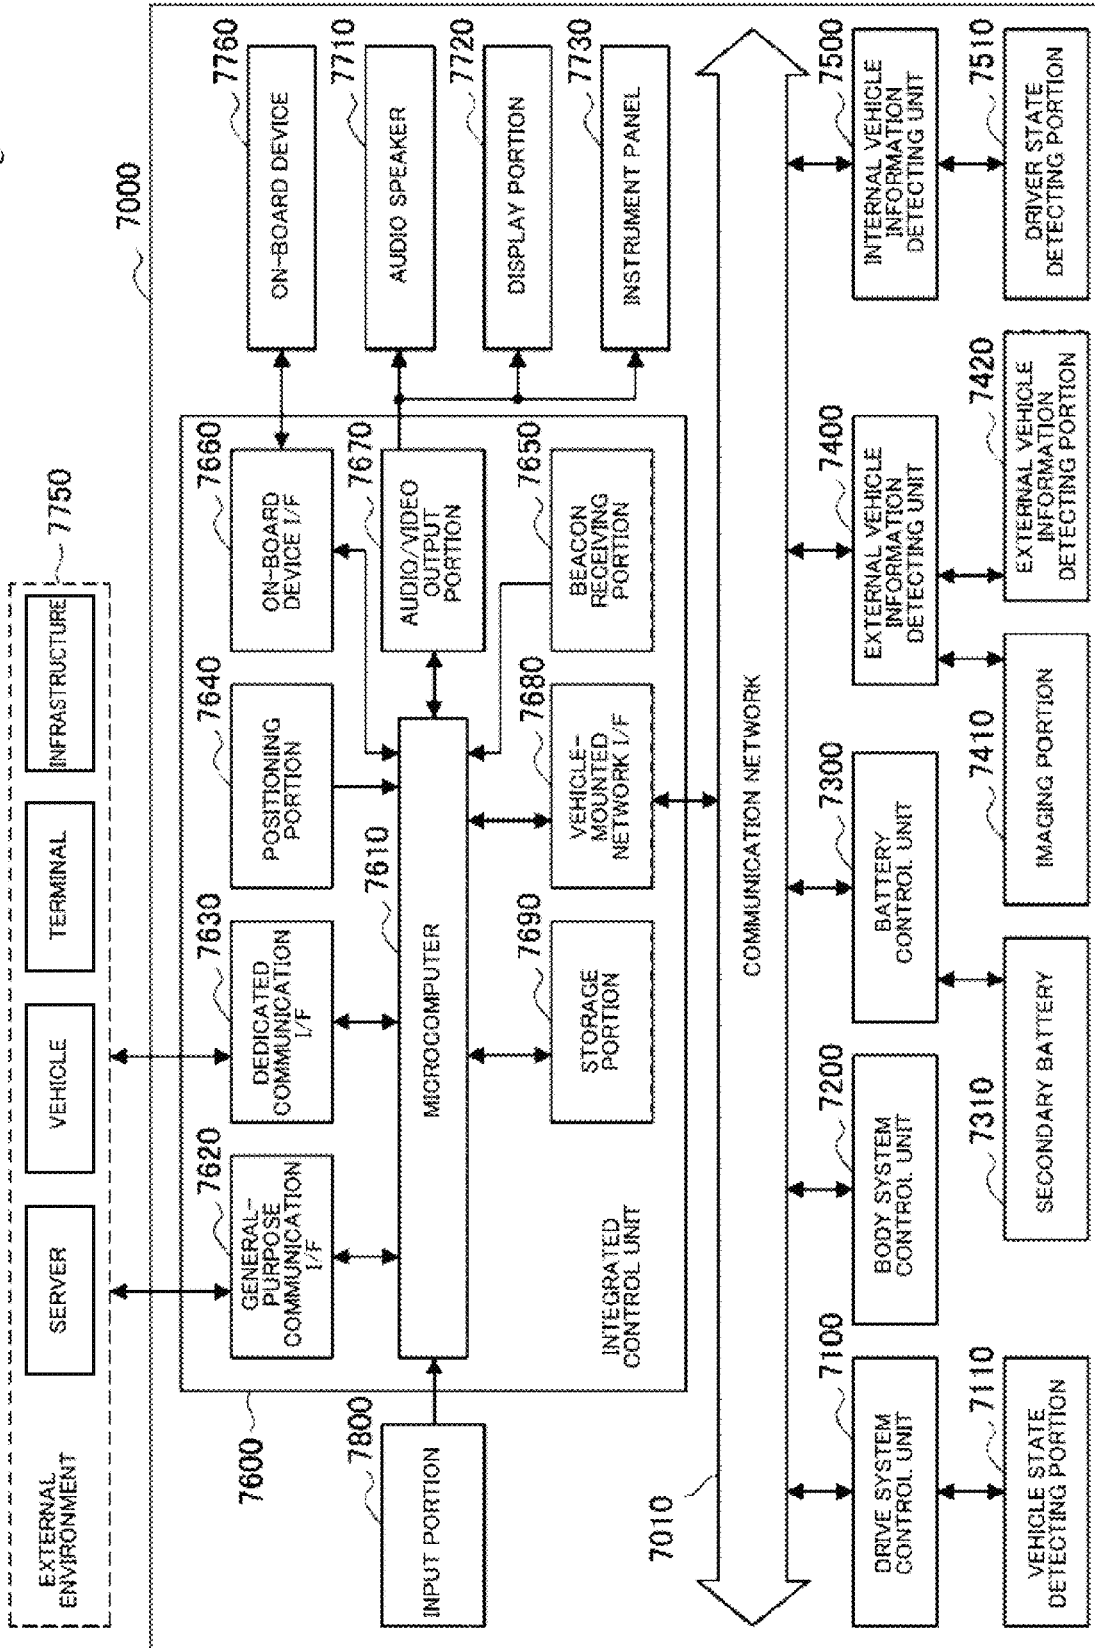 EXTERNAL
ENVIRONMENT
SERVER
VEHICLE
TERMINAL
INFRASTRUCTURE
7750
7000
7600
7620
GENERAL-
PURPOSE
COMMUNICATION
I/F
7630
DEDICATED
COMMUNICATION
I/F
7640
POSITIONING
PORTION
7660
ON-BOARD
DEVICE I/F
7760
ON-BOARD DEVICE
7800
INPUT PORTION
7610
MICROCOMPUTER
7670
AUDIO/VIDEO
OUTPUT
PORTION
7710
AUDIO SPEAKER
7720
DISPLAY PORTION
7730
INSTRUMENT PANEL
INTEGRATED
CONTROL UNIT
7690
STORAGE
PORTION
7680
VEHICLE-
MOUNTED
NETWORK I/F
7650
BEACON
RECEIVING
PORTION
7010
COMMUNICATION NETWORK
7100
DRIVE SYSTEM
CONTROL UNIT
7200
BODY SYSTEM
CONTROL UNIT
7300
BATTERY
CONTROL UNIT
7400
EXTERNAL VEHICLE
INFORMATION
DETECTING UNIT
7500
INTERNAL VEHICLE
INFORMATION
DETECTING UNIT
7110
VEHICLE STATE
DETECTING PORTION
7310
SECONDARY BATTERY
7410
IMAGING PORTION
7420
EXTERNAL VEHICLE
INFORMATION
DETECTING PORTION
7510
DRIVER STATE
DETECTING PORTION